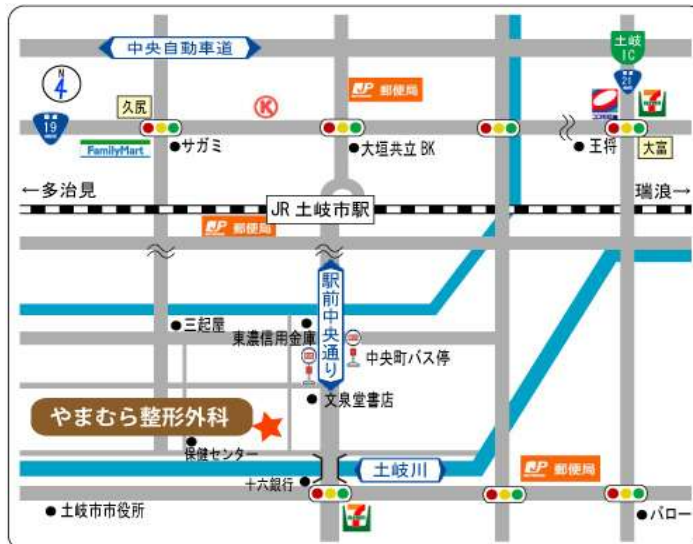 中央自動車道
土岐
IC
N
久尻
K
JP 郵便局
21
国道
19
FamilyMart
サガミ
大垣共立 BK
王将
大富
←多治見
瑞浪→
JR 土岐市駅
JP 郵便局
駅前中央通り
三起屋
東濃信用金庫
中央町バス停
文泉堂書店
やまむら整形外科
保健センター
土岐川
JP 郵便局
十六銀行
土岐市市役所
バロー